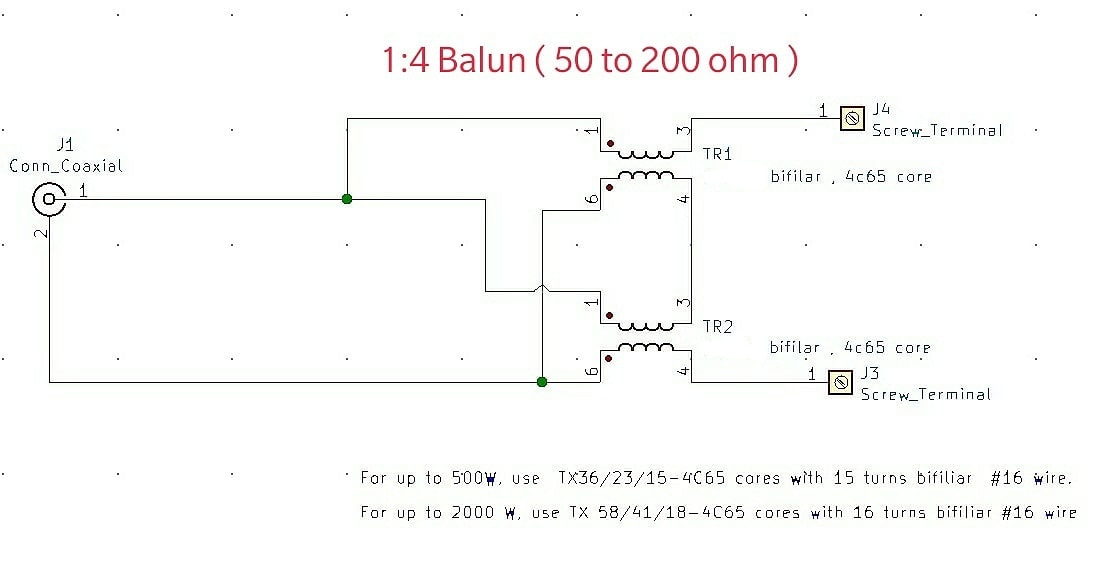 1:4 Balun ( 50 to 200 ohm )
J1
Conn_Coaxial
1
2
1
3
TR1
6
4
bifilar , 4c65 core
1
J4
Screw_Terminal
1
3
TR2
6
4
bifilar , 4c65 core
1
J3
Screw_Terminal
For up to 500W, use TX36/23/15-4C65 cores with 15 turns bifiliar #16 wire.
For up to 2000 W, use TX 58/41/18-4C65 cores with 16 turns bifiliar #16 wire